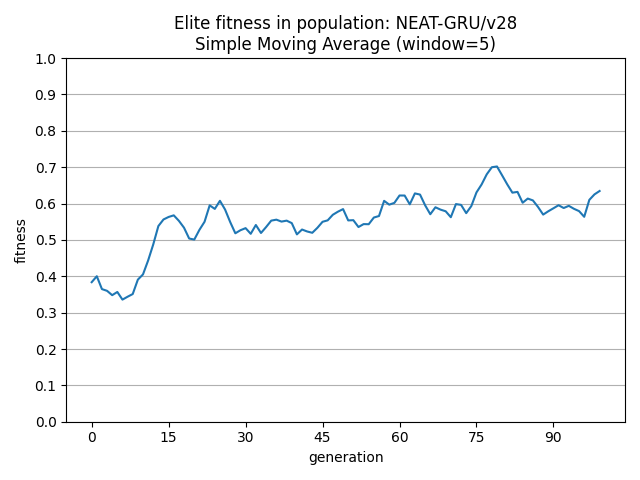 Elite fitness in population: NEAT-GRU/v28
Simple Moving Average (window=5)
1.0
0.9
0.8
0.7
0.6
0.5
0.4
0.3
0.2
0.1
0.0
fitness
0 15 30 45 60 75 90
generation